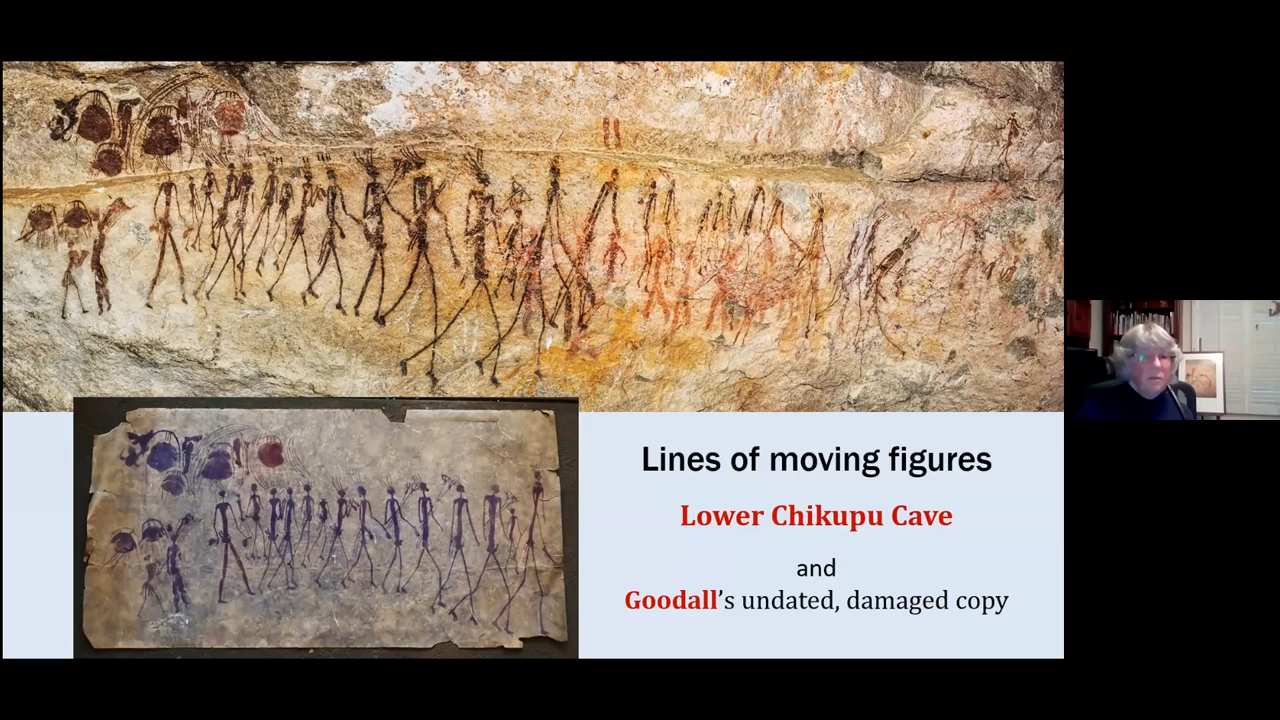 Lines of moving figures
Lower Chikupu Cave
and
Goodall's undated, damaged copy